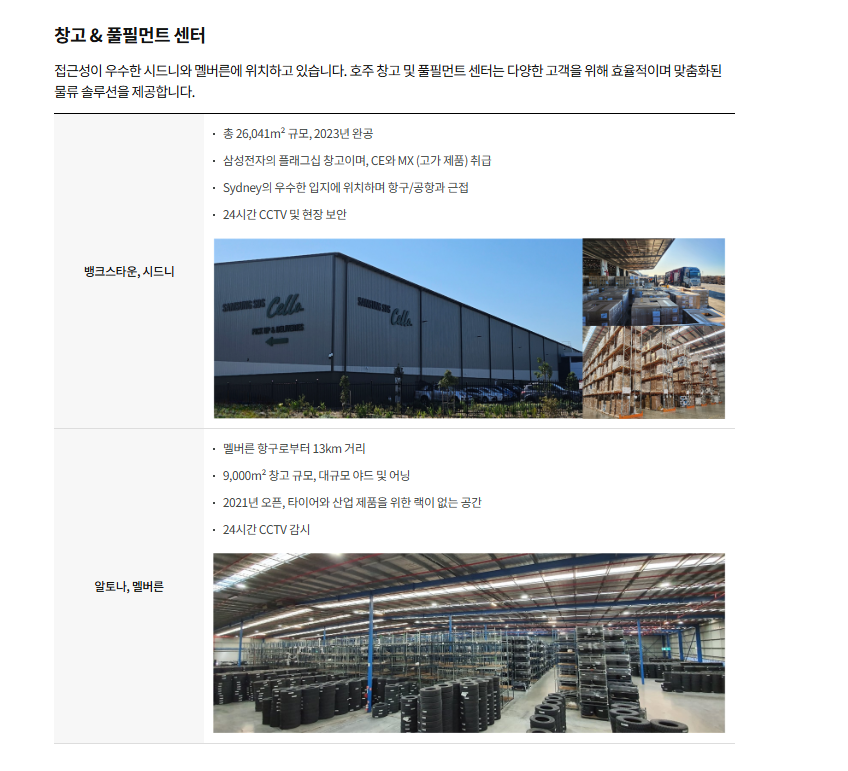 창고 & 풀필먼트 센터
접근성이 우수한 시드니와 멜버른에 위치하고 있습니다. 호주 창고 및 풀필먼트 센터는 다양한 고객을 위해 효율적이며 맞춤화된
물류 솔루션을 제공합니다.
뱅크스타운, 시드니
· 총 26,041m² 규모, 2023년 완공
· 삼성전자의 플래그십 창고이며, CE와 MX (고가 제품) 취급
· Sydney의 우수한 입지에 위치하며 항구/공항과 근접
· 24시간 CCTV 및 현장 보안
SAMSUNG SDS Cello
PICK UP & DELIVERIES
SAMSUNG SDS Cello
알토나, 멜버른
· 멜버른 항구로부터 13km 거리
· 9,000m² 창고 규모, 대규모 야드 및 어닝
· 2021년 오픈, 타이어와 산업 제품을 위한 랙이 없는 공간
· 24시간 CCTV 감시